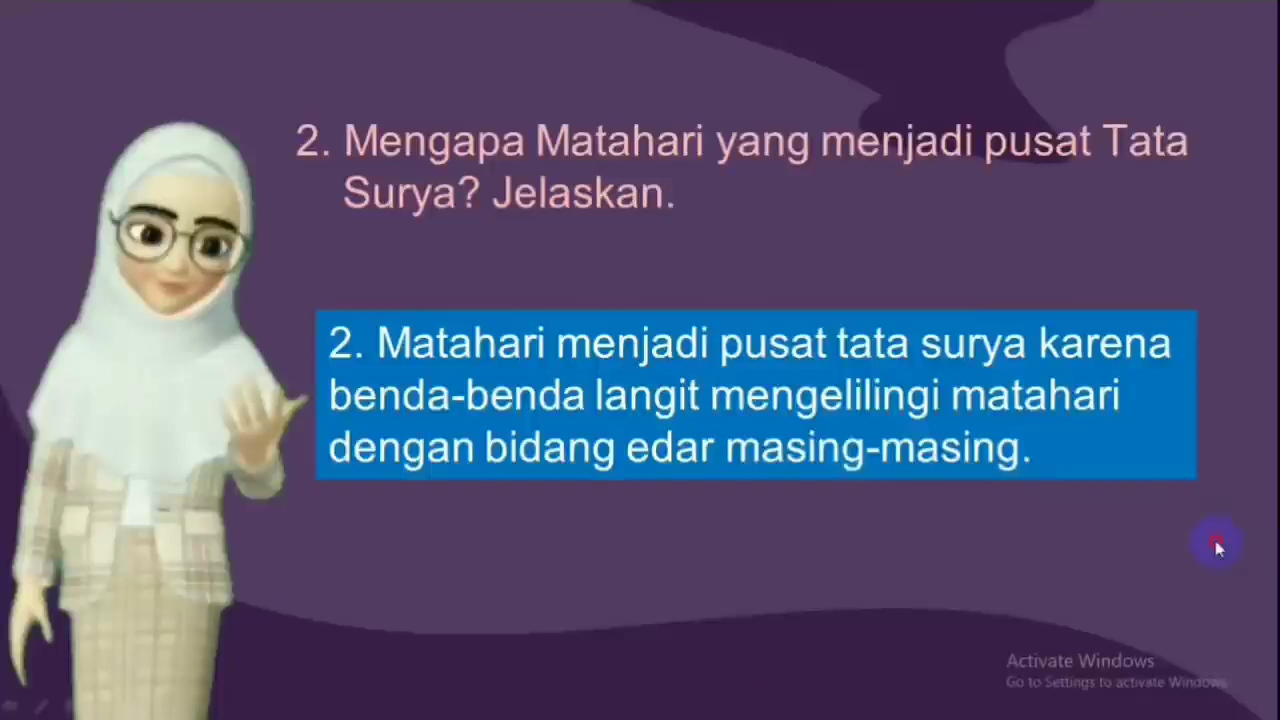 2. Mengapa Matahari yang menjadi pusat Tata
Surya? Jelaskan.
2. Matahari menjadi pusat tata surya karena
benda-benda langit mengelilingi matahari
dengan bidang edar masing-masing.
Activate Windows
Go to Settings to activate Windows.